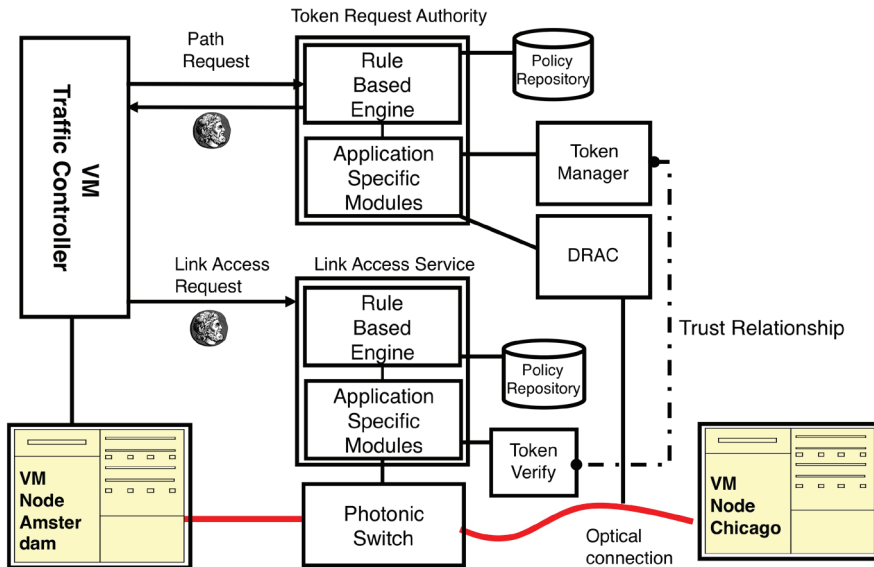 Token Request Authority
Path
Request
Rule
Based
Engine
Policy
Repository
VM
Traffic Controller
Application
Specific
Modules
Token
Manager
DRAC
Link Access
Request
Link Access Service
Rule
Based
Engine
Trust Relationship
Policy
Repository
Application
Specific
Modules
Token
Verify
VM
Node
Amster
dam
Photonic
Switch
Optical
connection
VM
Node
Chicago